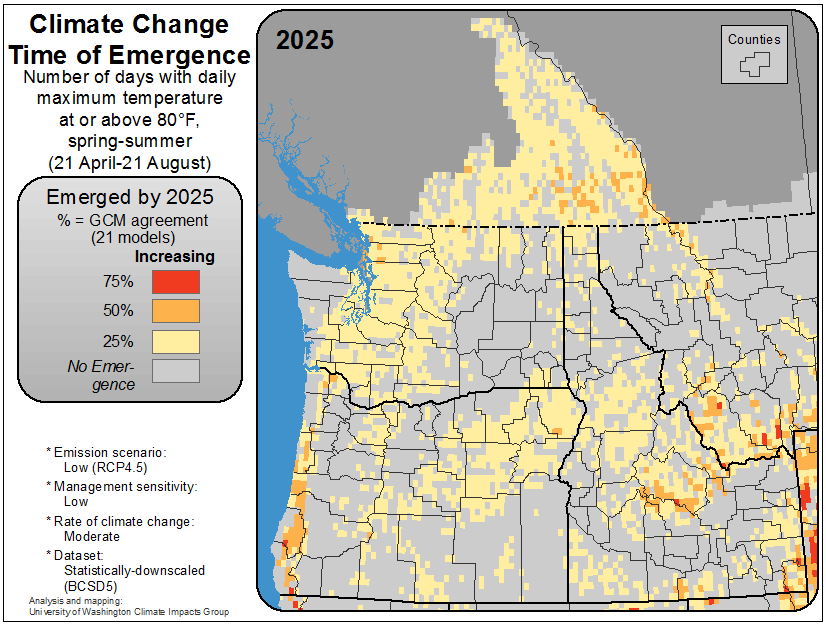 Climate Change
Time of Emergence
Number of days with daily
maximum temperature
at or above 80°F,
spring-summer
(21 April-21 August)
Emerged by 2025
% = GCM agreement
(21 models)
Increasing
75%
50%
25%
No Emer-
gence
* Emission scenario:
Low (RCP4.5)
* Management sensitivity:
Low
* Rate of climate change:
Moderate
* Dataset:
Statistically-downscaled
(BCSD5)
Analysis and mapping:
University of Washington Climate Impacts Group
2025
Counties